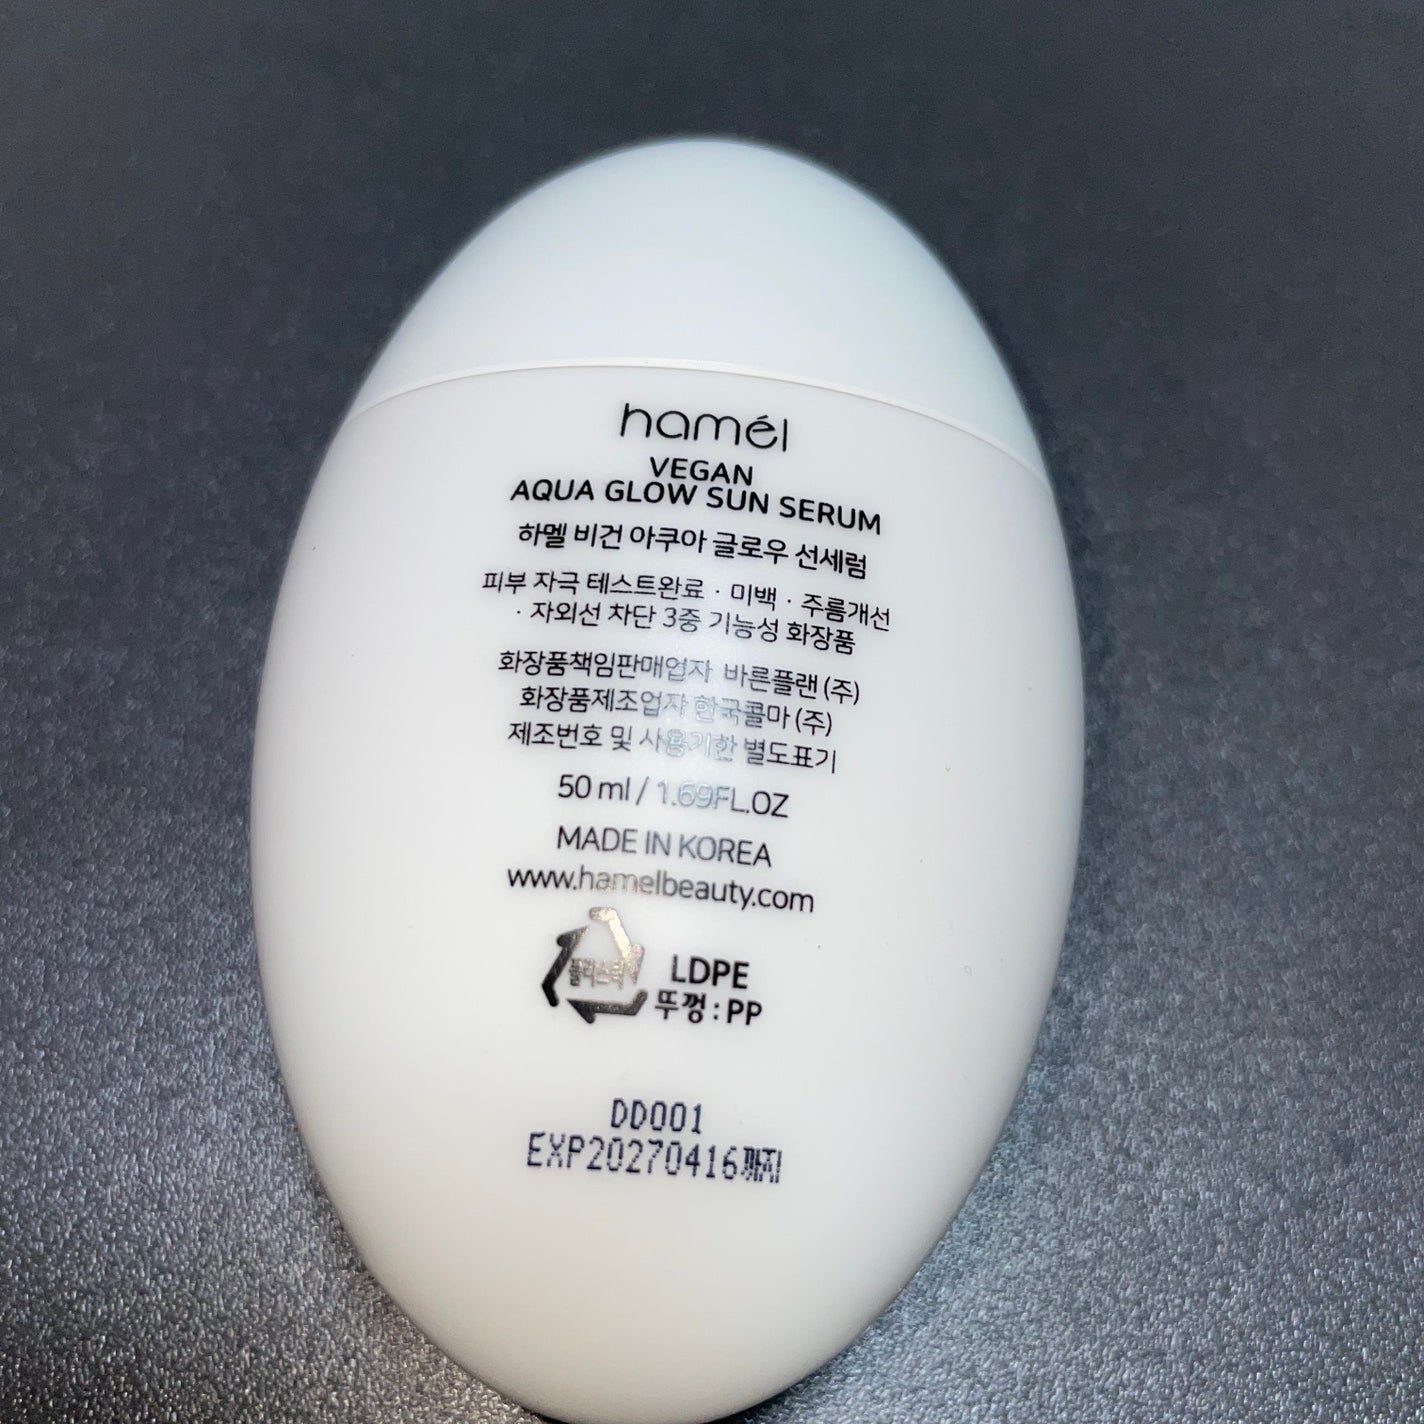 hamél
VEGAN
AQUA GLOW SUN SERUM
하멜 비건 아쿠아 글로우 선세럼
피부 자극 테스트완료 · 미백 · 주름개선
· 자외선 차단 3중 기능성 화장품
화장품책임판매업자 바른플랜(주)
화장품제조업자 한국콜마(주)
제조번호 및 사용기한 별도표기
50 ml / 1.69FL.OZ
MADE IN KOREA
www.hamelbeauty.com
플라스틱
LDPE
뚜껑 : PP
DD001
EXP20270416까지